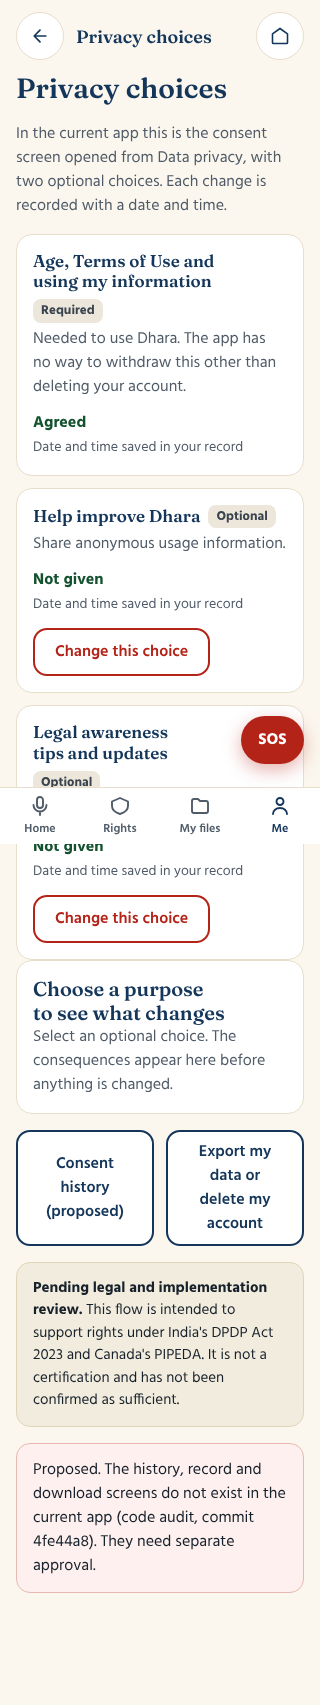 Privacy choices
Privacy choices
In the current app this is the consent
screen opened from Data privacy, with
two optional choices. Each change is
recorded with a date and time.
Age, Terms of Use and
using my information
Required
Needed to use Dhara. The app has
no way to withdraw this other than
deleting your account.
Agreed
Date and time saved in your record
Help improve Dhara Optional
Share anonymous usage information.
Not given
Date and time saved in your record
Change this choice
Legal awareness
tips and updates
SOS
Optional
Home Rights My files Me
Not given
Date and time saved in your record
Change this choice
Choose a purpose
to see what changes
Select an optional choice. The
consequences appear here before
anything is changed.
Consent
history
(proposed)
Export my
data or
delete my
account
Pending legal and implementation
review. This flow is intended to
support rights under India's DPDP Act
2023 and Canada's PIPEDA. It is not a
certification and has not been
confirmed as sufficient.
Proposed. The history, record and
download screens do not exist in the
current app (code audit, commit
4fe44a8). They need separate
approval.